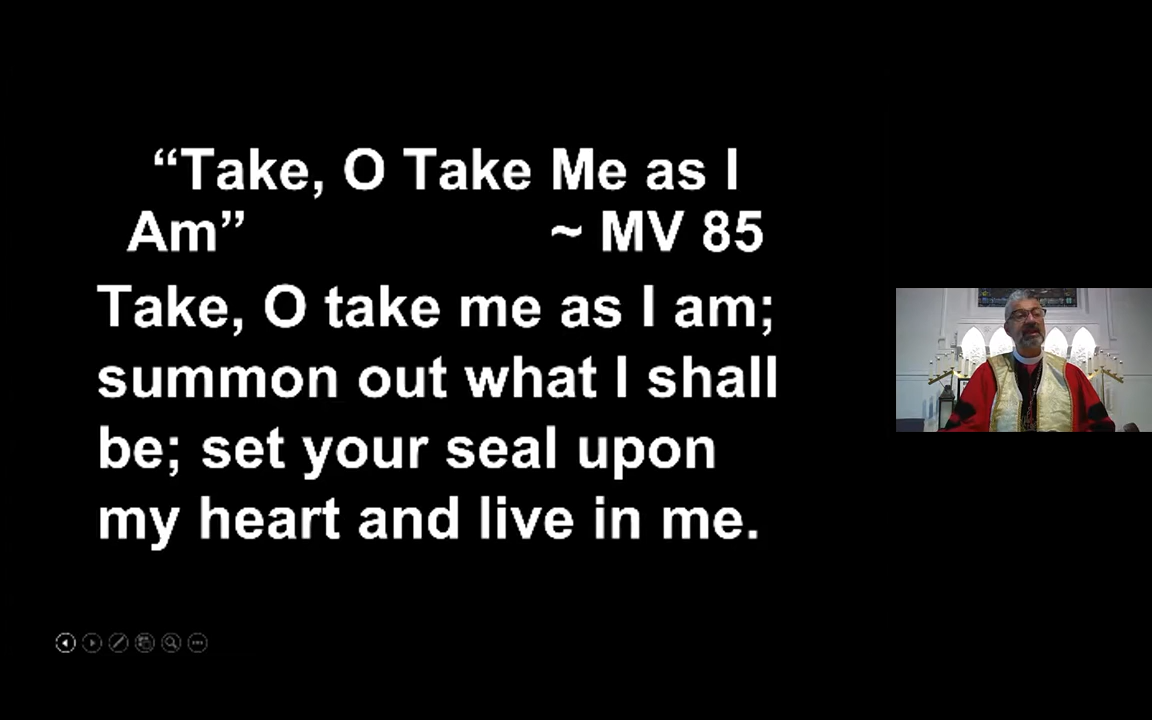 “Take, O Take Me as I
Am” ~ MV 85
Take, O take me as I am;
summon out what I shall
be; set your seal upon
my heart and live in me.